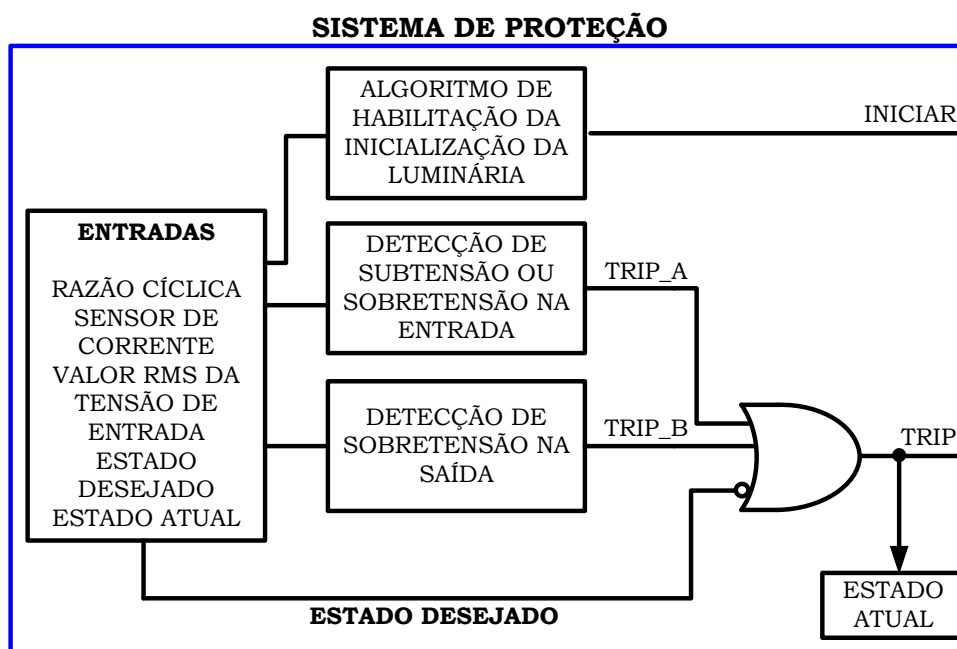 SISTEMA DE PROTEÇÃO
ALGORITMO DE
HABILITAÇÃO DA
INICIALIZAÇÃO DA
LUMINÁRIA
INICIAR
ENTRADAS
RAZÃO CÍCLICA
SENSOR DE
CORRENTE
VALOR RMS DA
TENSÃO DE
ENTRADA
ESTADO
DESEJADO
ESTADO ATUAL
DETECÇÃO DE
SUBTENSÃO OU
SOBRETENSÃO NA
ENTRADA
TRIP_A
DETECÇÃO DE
SOBRETENSÃO NA
SAÍDA
TRIP_B
TRIP
ESTADO DESEJADO
ESTADO
ATUAL